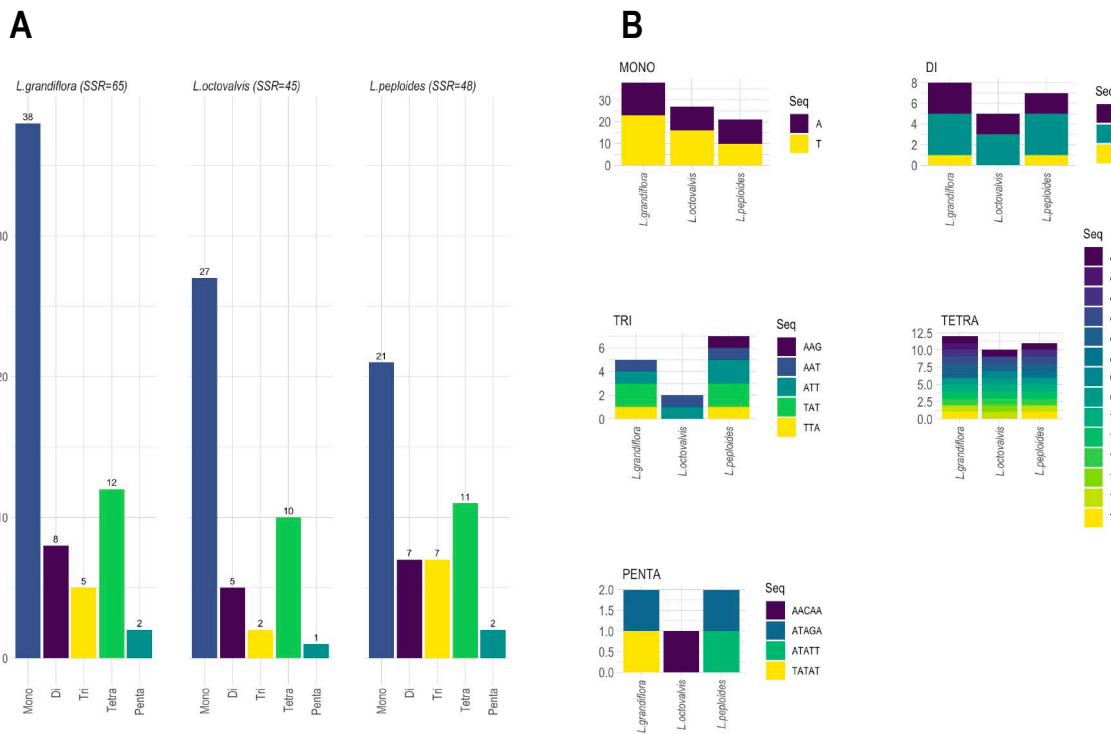 A
B
L.grandiflora (SSR=65)
L.octovalvis (SSR=45)
L.peploides (SSR=48)
38
8
5
12
2
27
5
2
10
1
21
7
7
11
2
0
Mono
Di
Tri
Tetra
Penta
Mono
Di
Tri
Tetra
Penta
Mono
Di
Tri
Tetra
Penta
MONO
30
20
10
0
L.grandiflora
L.octovalvis
L.peploides
Seq
A
T
DI
8
6
4
2
0
L.grandiflora
L.octovalvis
L.peploides
TRI
6
4
2
0
L.grandiflora
L.octovalvis
L.peploides
Seq
AAG
AAT
ATT
TAT
TTA
TETRA
12.5
10.0
7.5
5.0
2.5
0.0
L.grandiflora
L.octovalvis
L.peploides
Seq
PENTA
2.0
1.5
1.0
0.5
0.0
L.grandiflora
L.octovalvis
L.peploides
Seq
AACAA
ATAGA
ATATT
TATAT